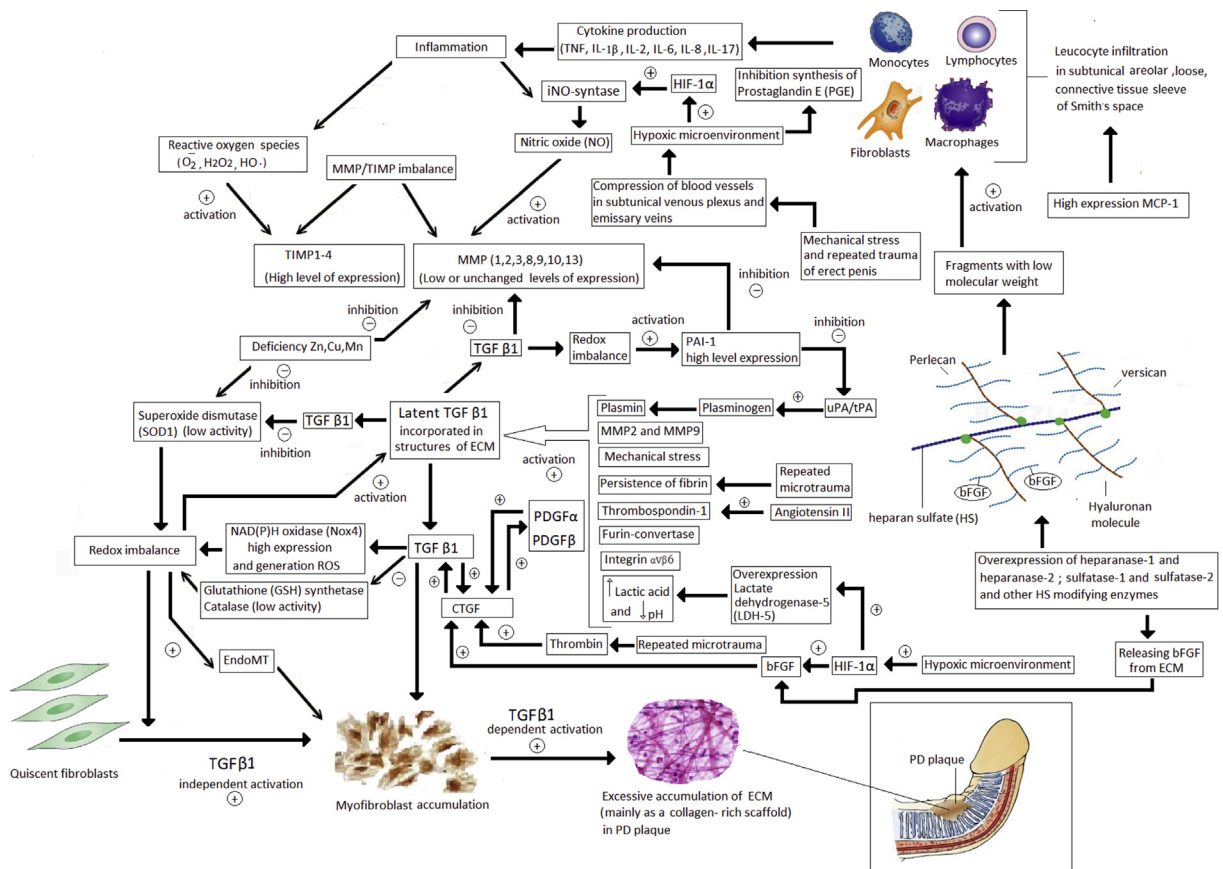 Cytokine production
(TNF, IL-1β , IL-2, IL-6, IL-8 ,IL-17)
Inflammation
Monocytes
Lymphocytes
Fibroblasts
Macrophages
Leucocyte infiltration
in subtunical areolar ,loose,
connective tissue sleeve
of Smith's space
High expression MCP-1
iNO-syntase
+
HIF-1α
+
Inhibition synthesis of
Prostaglandin E (PGE)
Nitric oxide (NO)
Hypoxic microenvironment
Reactive oxygen species
(O2̄ , H2O2, HO·)
MMP/TIMP imbalance
+
activation
+
activation
Compression of blood vessels
in subtunical venous plexus and
emissary veins
Mechanical stress
and repeated trauma
of erect penis
+
activation
Fragments with low
molecular weight
TIMP1-4
(High level of expression)
MMP (1,2,3,8,9,10,13)
(Low or unchanged levels of expression)
inhibition
−
inhibition
−
inhibition
−
activation
+
inhibition
−
Deficiency Zn,Cu,Mn
−
inhibition
TGF β1
Redox
imbalance
PAI-1
high level expression
Superoxide dismutase
(SOD1) (low activity)
TGF β1
−
inhibition
Latent TGF β1
incorporated in
structures of ECM
Plasmin
Plasminogen
+
uPA/tPA
MMP2 and MMP9
Mechanical stress
Persistence of fibrin
Repeated
microtrauma
Thrombospondin-1
+
Angiotensin II
Furin-convertase
Integrin αVβ6
↑ Lactic acid
and ↓ pH
Overexpression
Lactate
dehydrogenase-5
(LDH-5)
activation
+
+
activation
Perlecan
versican
bFGF
bFGF
Hyaluronan
molecule
heparan sulfate (HS)
Redox imbalance
NAD(P)H oxidase (Nox4)
high expression
and generation ROS
TGF β1
+
PDGFα
PDGFβ
+
Glutathione (GSH) synthetase
Catalase (low activity)
−
+
+
CTGF
+
Thrombin
Repeated microtrauma
+
bFGF
+
HIF-1α
+
+
Hypoxic microenvironment
Overexpression of heparanase-1 and
heparanase-2 ; sulfatase-1 and sulfatase-2
and other HS modifying enzymes
Releasing bFGF
from ECM
+
EndoMT
Quiscent fibroblasts
TGFβ1
independent activation
+
Myofibroblast accumulation
TGFβ1
dependent activation
+
Excessive accumulation of ECM
(mainly as a collagen- rich scaffold)
in PD plaque
PD plaque